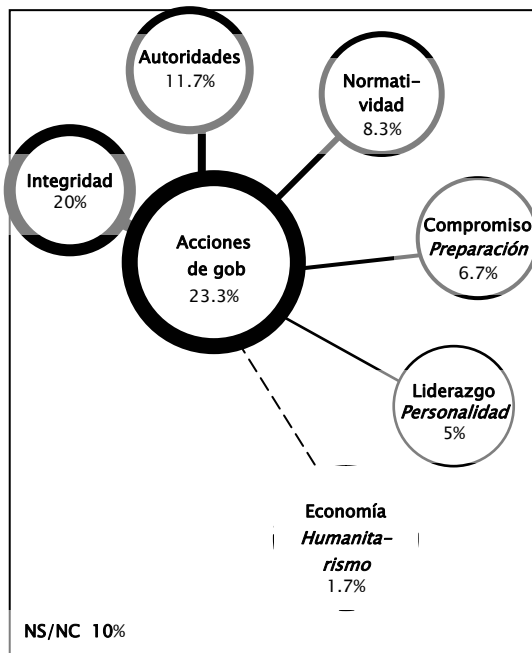 Autoridades
11.7%
Normati-
vidad
8.3%
Integridad
20%
Acciones
de gob
23.3%
Compromiso
Preparación
6.7%
Liderazgo
Personalidad
5%
Economía
Humanita-
rismo
1.7%
NS/NC 10%